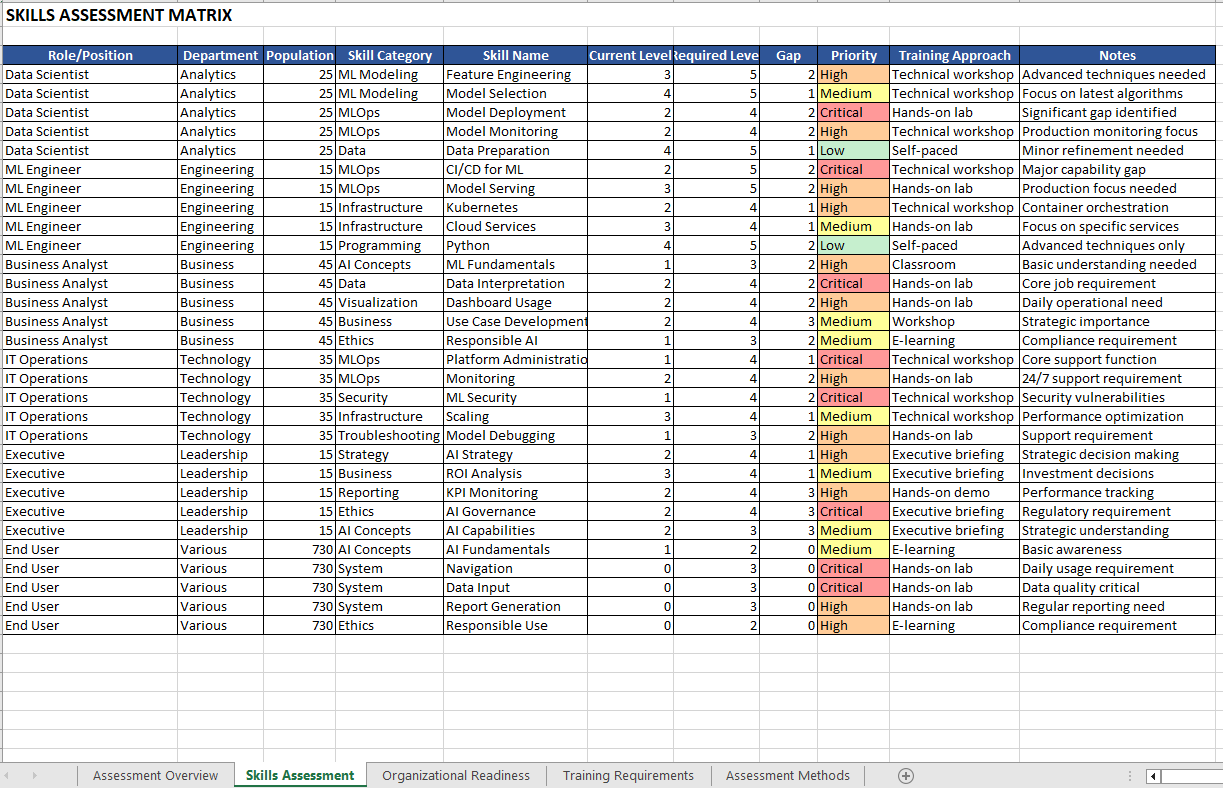 SKILLS ASSESSMENT MATRIX
Role/Position Department Population Skill Category Skill Name Current Level Required Leve Gap Priority Training Approach Notes
Data Scientist Analytics 25 ML Modeling Feature Engineering 3 5 2 High Technical workshop Advanced techniques needed
Data Scientist Analytics 25 ML Modeling Model Selection 4 5 1 Medium Technical workshop Focus on latest algorithms
Data Scientist Analytics 25 MLOps Model Deployment 2 4 2 Critical Hands-on lab Significant gap identified
Data Scientist Analytics 25 MLOps Model Monitoring 2 4 2 High Technical workshop Production monitoring focus
Data Scientist Analytics 25 Data Data Preparation 4 5 1 Low Self-paced Minor refinement needed
ML Engineer Engineering 15 MLOps CI/CD for ML 2 5 2 Critical Technical workshop Major capability gap
ML Engineer Engineering 15 MLOps Model Serving 3 5 2 High Hands-on lab Production focus needed
ML Engineer Engineering 15 Infrastructure Kubernetes 2 4 1 High Technical workshop Container orchestration
ML Engineer Engineering 15 Infrastructure Cloud Services 3 4 1 Medium Hands-on lab Focus on specific services
ML Engineer Engineering 15 Programming Python 4 5 2 Low Self-paced Advanced techniques only
Business Analyst Business 45 AI Concepts ML Fundamentals 1 3 2 High Classroom Basic understanding needed
Business Analyst Business 45 Data Data Interpretation 2 4 2 Critical Hands-on lab Core job requirement
Business Analyst Business 45 Visualization Dashboard Usage 2 4 2 High Hands-on lab Daily operational need
Business Analyst Business 45 Business Use Case Development 2 4 3 Medium Workshop Strategic importance
Business Analyst Business 45 Ethics Responsible AI 1 3 2 Medium E-learning Compliance requirement
IT Operations Technology 35 MLOps Platform Administratio 1 4 1 Critical Technical workshop Core support function
IT Operations Technology 35 MLOps Monitoring 2 4 2 High Hands-on lab 24/7 support requirement
IT Operations Technology 35 Security ML Security 1 4 2 Critical Technical workshop Security vulnerabilities
IT Operations Technology 35 Infrastructure Scaling 3 4 1 Medium Technical workshop Performance optimization
IT Operations Technology 35 Troubleshooting Model Debugging 1 3 2 High Hands-on lab Support requirement
Executive Leadership 15 Strategy AI Strategy 2 4 1 High Executive briefing Strategic decision making
Executive Leadership 15 Business ROI Analysis 3 4 1 Medium Executive briefing Investment decisions
Executive Leadership 15 Reporting KPI Monitoring 2 4 3 High Hands-on demo Performance tracking
Executive Leadership 15 Ethics AI Governance 2 4 3 Critical Executive briefing Regulatory requirement
Executive Leadership 15 AI Concepts AI Capabilities 2 3 3 Medium Executive briefing Strategic understanding
End User Various 730 AI Concepts AI Fundamentals 1 2 0 Medium E-learning Basic awareness
End User Various 730 System Navigation 0 3 0 Critical Hands-on lab Daily usage requirement
End User Various 730 System Data Input 0 3 0 Critical Hands-on lab Data quality critical
End User Various 730 System Report Generation 0 3 0 High Hands-on lab Regular reporting need
End User Various 730 Ethics Responsible Use 0 2 0 High E-learning Compliance requirement
Assessment Overview Skills Assessment Organizational Readiness Training Requirements Assessment Methods